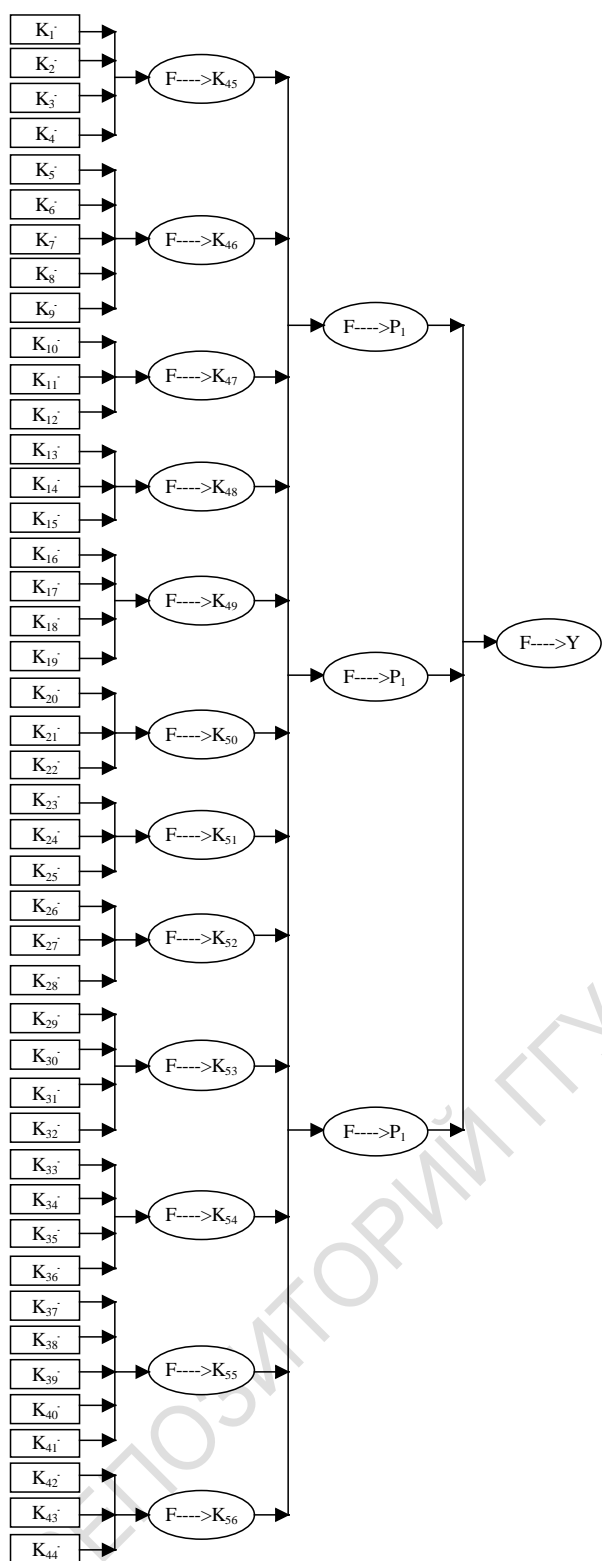 K₁⁻
K₂⁻
K₃⁻
K₄⁻
F---->K₄₅
K₅⁻
K₆⁻
K₇⁻
K₈⁻
K₉⁻
F---->K₄₆
K₁₀⁻
K₁₁⁻
K₁₂⁻
F---->K₄₇
K₁₃⁻
K₁₄⁻
K₁₅⁻
F---->K₄₈
K₁₆⁻
K₁₇⁻
K₁₈⁻
K₁₉⁻
F---->K₄₉
K₂₀⁻
K₂₁⁻
K₂₂⁻
F---->K₅₀
K₂₃⁻
K₂₄⁻
K₂₅⁻
F---->K₅₁
K₂₆⁻
K₂₇⁻
K₂₈⁻
F---->K₅₂
K₂₉⁻
K₃₀⁻
K₃₁⁻
K₃₂⁻
F---->K₅₃
K₃₃⁻
K₃₄⁻
K₃₅⁻
K₃₆⁻
F---->K₅₄
K₃₇⁻
K₃₈⁻
K₃₉⁻
K₄₀⁻
K₄₁⁻
F---->K₅₅
K₄₂⁻
K₄₃⁻
K₄₄⁻
F---->K₅₆
F---->P₁
F---->P₁
F---->P₁
F---->Y
РЕПОЗИТОРИЙ ГГУ